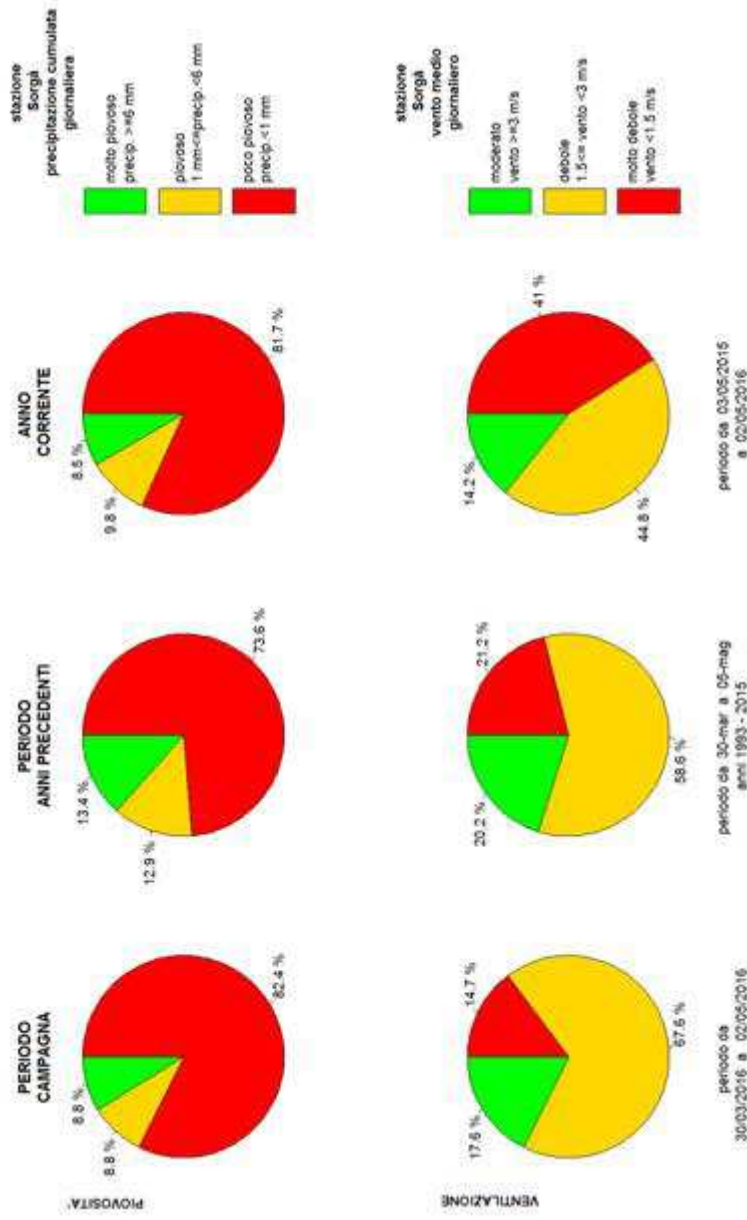 PERIODO
CAMPAGNA
PERIODO
ANNI PRECEDENTI
ANNO
CORRENTE
stazione
Sorgà
precipitazione cumulata
giornaliera
PIOVOSITA'
8.8 %
8.8 %
82.4 %
13.4 %
12.9 %
73.6 %
8.5 %
9.8 %
81.7 %
molto piovoso
precip. >=6 mm
piovoso
1 mm<=precip.<6 mm
poco piovoso
precip.<1 mm
VENTILAZIONE
17.6 %
14.7 %
67.6 %
20.2 %
21.2 %
58.6 %
14.2 %
41 %
44.8 %
stazione
Sorgà
vento medio
giornaliero
moderato
vento >=3 m/s
debole
1.5<= vento <3 m/s
molto debole
vento <1.5 m/s
periodo da
30/03/2016 a 02/05/2016
periodo da 30-mar a 05-mag
anni 1993 - 2015
periodo da 03/05/2015
a 02/05/2016